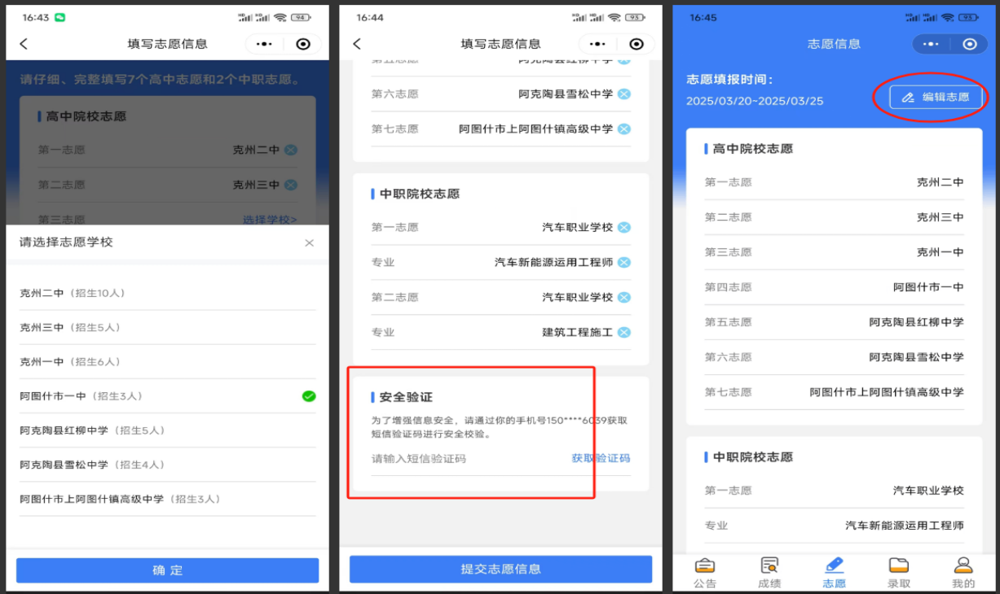 16:43
94
填写志愿信息
请仔细、完整填写7个高中志愿和2个中职志愿。
高中院校志愿
第一志愿 克州二中
第二志愿 克州三中
第三志愿 选择学校>
请选择志愿学校
克州二中（招生10人）
克州三中（招生5人）
克州一中（招生6人）
阿图什市一中（招生3人）
阿克陶县红柳中学（招生5人）
阿克陶县雪松中学（招生4人）
阿图什市上阿图什镇高级中学（招生3人）
确 定
16:44
93
填写志愿信息
第五志愿 阿克陶县红柳中学
第六志愿 阿克陶县雪松中学
第七志愿 阿图什市上阿图什镇高级中学
中职院校志愿
第一志愿 汽车职业学校
专业 汽车新能源运用工程师
第二志愿 汽车职业学校
专业 建筑工程施工
安全验证
为了增强信息安全，请通过你的手机号150****6039获取
短信验证码进行安全校验。
请输入短信验证码 获取验证码
提交志愿信息
16:45
93
志愿信息
志愿填报时间：
2025/03/20~2025/03/25
编辑志愿
高中院校志愿
第一志愿 克州二中
第二志愿 克州三中
第三志愿 克州一中
第四志愿 阿图什市一中
第五志愿 阿克陶县红柳中学
第六志愿 阿克陶县雪松中学
第七志愿 阿图什市上阿图什镇高级中学
中职院校志愿
第一志愿 汽车职业学校
专业 汽车新能源运用工程师
公告 成绩 志愿 录取 我的